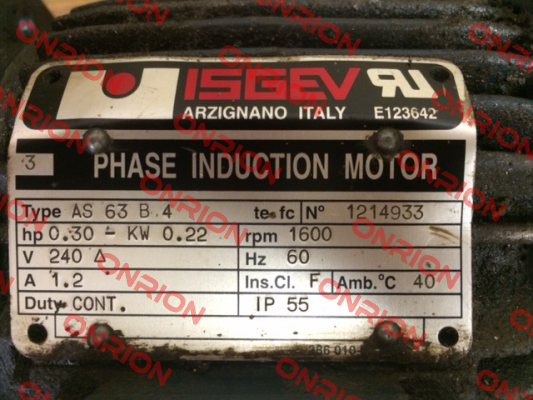 ISGEV
ARZIGNANO ITALY E123642
3 PHASE INDUCTION MOTOR
Type AS 63 B 4 te.fc N° 1214933
hp 0.30 - KW 0.22 rpm 1600
V 240 Δ Hz 60
A 1.2 Ins.Cl. F Amb.°C 40
Duty CONT. IP 55
ONRION